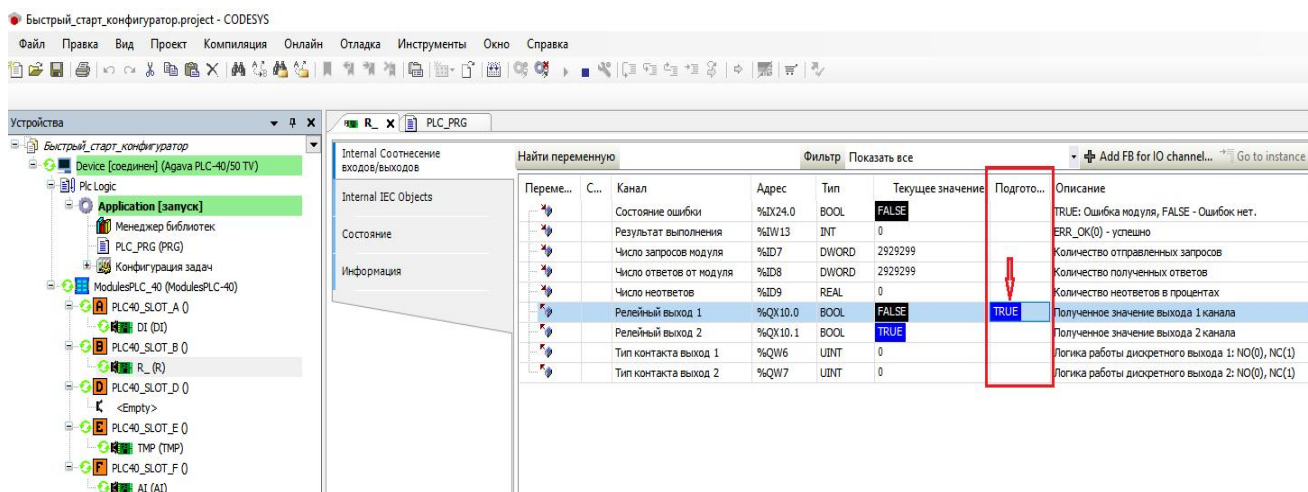 Быстрый_старт_конфигуратор.project - CODESYS
Файл Правка Вид Проект Компиляция Онлайн Отладка Инструменты Окно Справка
Устройства
Быстрый_старт_конфигуратор
Device [соединен] (Agava PLC-40/50 TV)
Plc Logic
Application [запуск]
Менеджер библиотек
PLC_PRG (PRG)
Конфигурация задач
ModulesPLC_40 (ModulesPLC-40)
A PLC40_SLOT_A ()
DI (DI)
B PLC40_SLOT_B ()
R_ (R)
D PLC40_SLOT_D ()
<Empty>
E PLC40_SLOT_E ()
TMP (TMP)
F PLC40_SLOT_F ()
AI (AI)
R_ X PLC_PRG
Internal Соотнесение входов/выходов
Internal IEC Objects
Состояние
Информация
Найти переменную Фильтр Показать все Add FB for IO channel... Go to instance
Переме... С... Канал Адрес Тип Текущее значение Подгото... Описание
Состояние ошибки %IX24.0 BOOL FALSE TRUE: Ошибка модуля, FALSE - Ошибок нет.
Результат выполнения %IW13 INT 0 ERR_OK(0) - успешно
Число запросов модуля %ID7 DWORD 2929299 Количество отправленных запросов
Число ответов от модуля %ID8 DWORD 2929299 Количество полученных ответов
Число неответов %ID9 REAL 0 Количество неответов в процентах
Релейный выход 1 %QX10.0 BOOL FALSE TRUE Полученное значение выхода 1 канала
Релейный выход 2 %QX10.1 BOOL TRUE Полученное значение выхода 2 канала
Тип контакта выход 1 %QW6 UINT 0 Логика работы дискретного выхода 1: NO(0), NC(1)
Тип контакта выход 2 %QW7 UINT 0 Логика работы дискретного выхода 2: NO(0), NC(1)